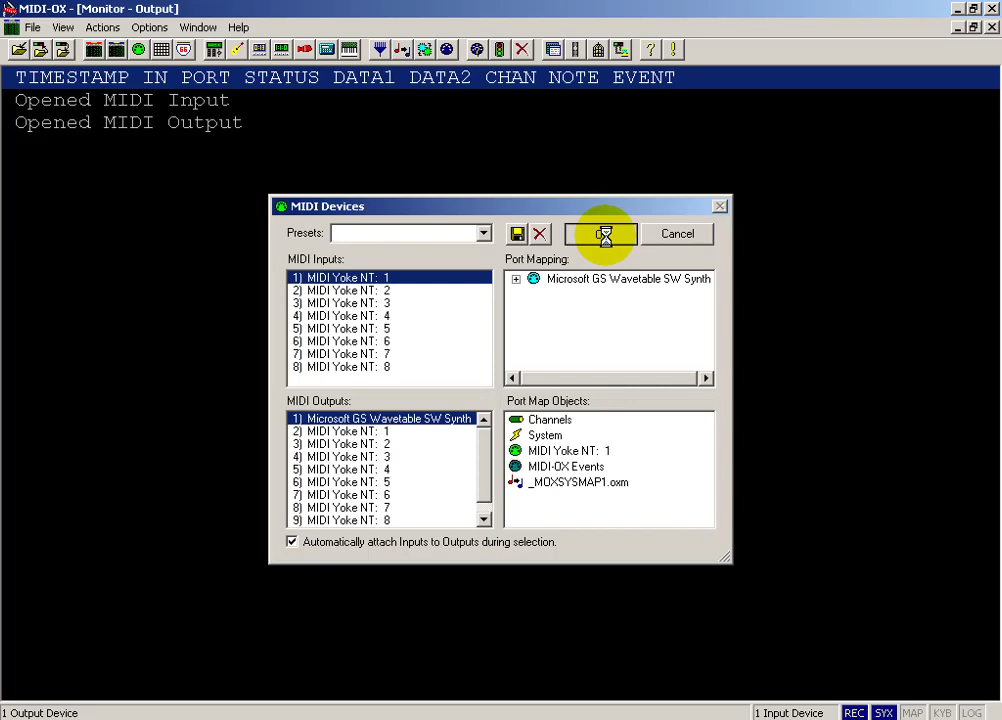 MIDI-OX - [Monitor - Output]
File View Actions Options Window Help
TIMESTAMP IN PORT STATUS DATA1 DATA2 CHAN NOTE EVENT
Opened MIDI Input
Opened MIDI Output
MIDI Devices
Presets:
Cancel
MIDI Inputs:
1) MIDI Yoke NT: 1
2) MIDI Yoke NT: 2
3) MIDI Yoke NT: 3
4) MIDI Yoke NT: 4
5) MIDI Yoke NT: 5
6) MIDI Yoke NT: 6
7) MIDI Yoke NT: 7
8) MIDI Yoke NT: 8
Port Mapping:
Microsoft GS Wavetable SW Synth
MIDI Outputs:
1) Microsoft GS Wavetable SW Synth
2) MIDI Yoke NT: 1
3) MIDI Yoke NT: 2
4) MIDI Yoke NT: 3
5) MIDI Yoke NT: 4
6) MIDI Yoke NT: 5
7) MIDI Yoke NT: 6
8) MIDI Yoke NT: 7
9) MIDI Yoke NT: 8
Port Map Objects:
Channels
System
MIDI Yoke NT: 1
MIDI-OX Events
_MOXSYSMAP1.oxm
Automatically attach Inputs to Outputs during selection.
1 Output Device
1 Input Device REC SYX MAP KYB LOG